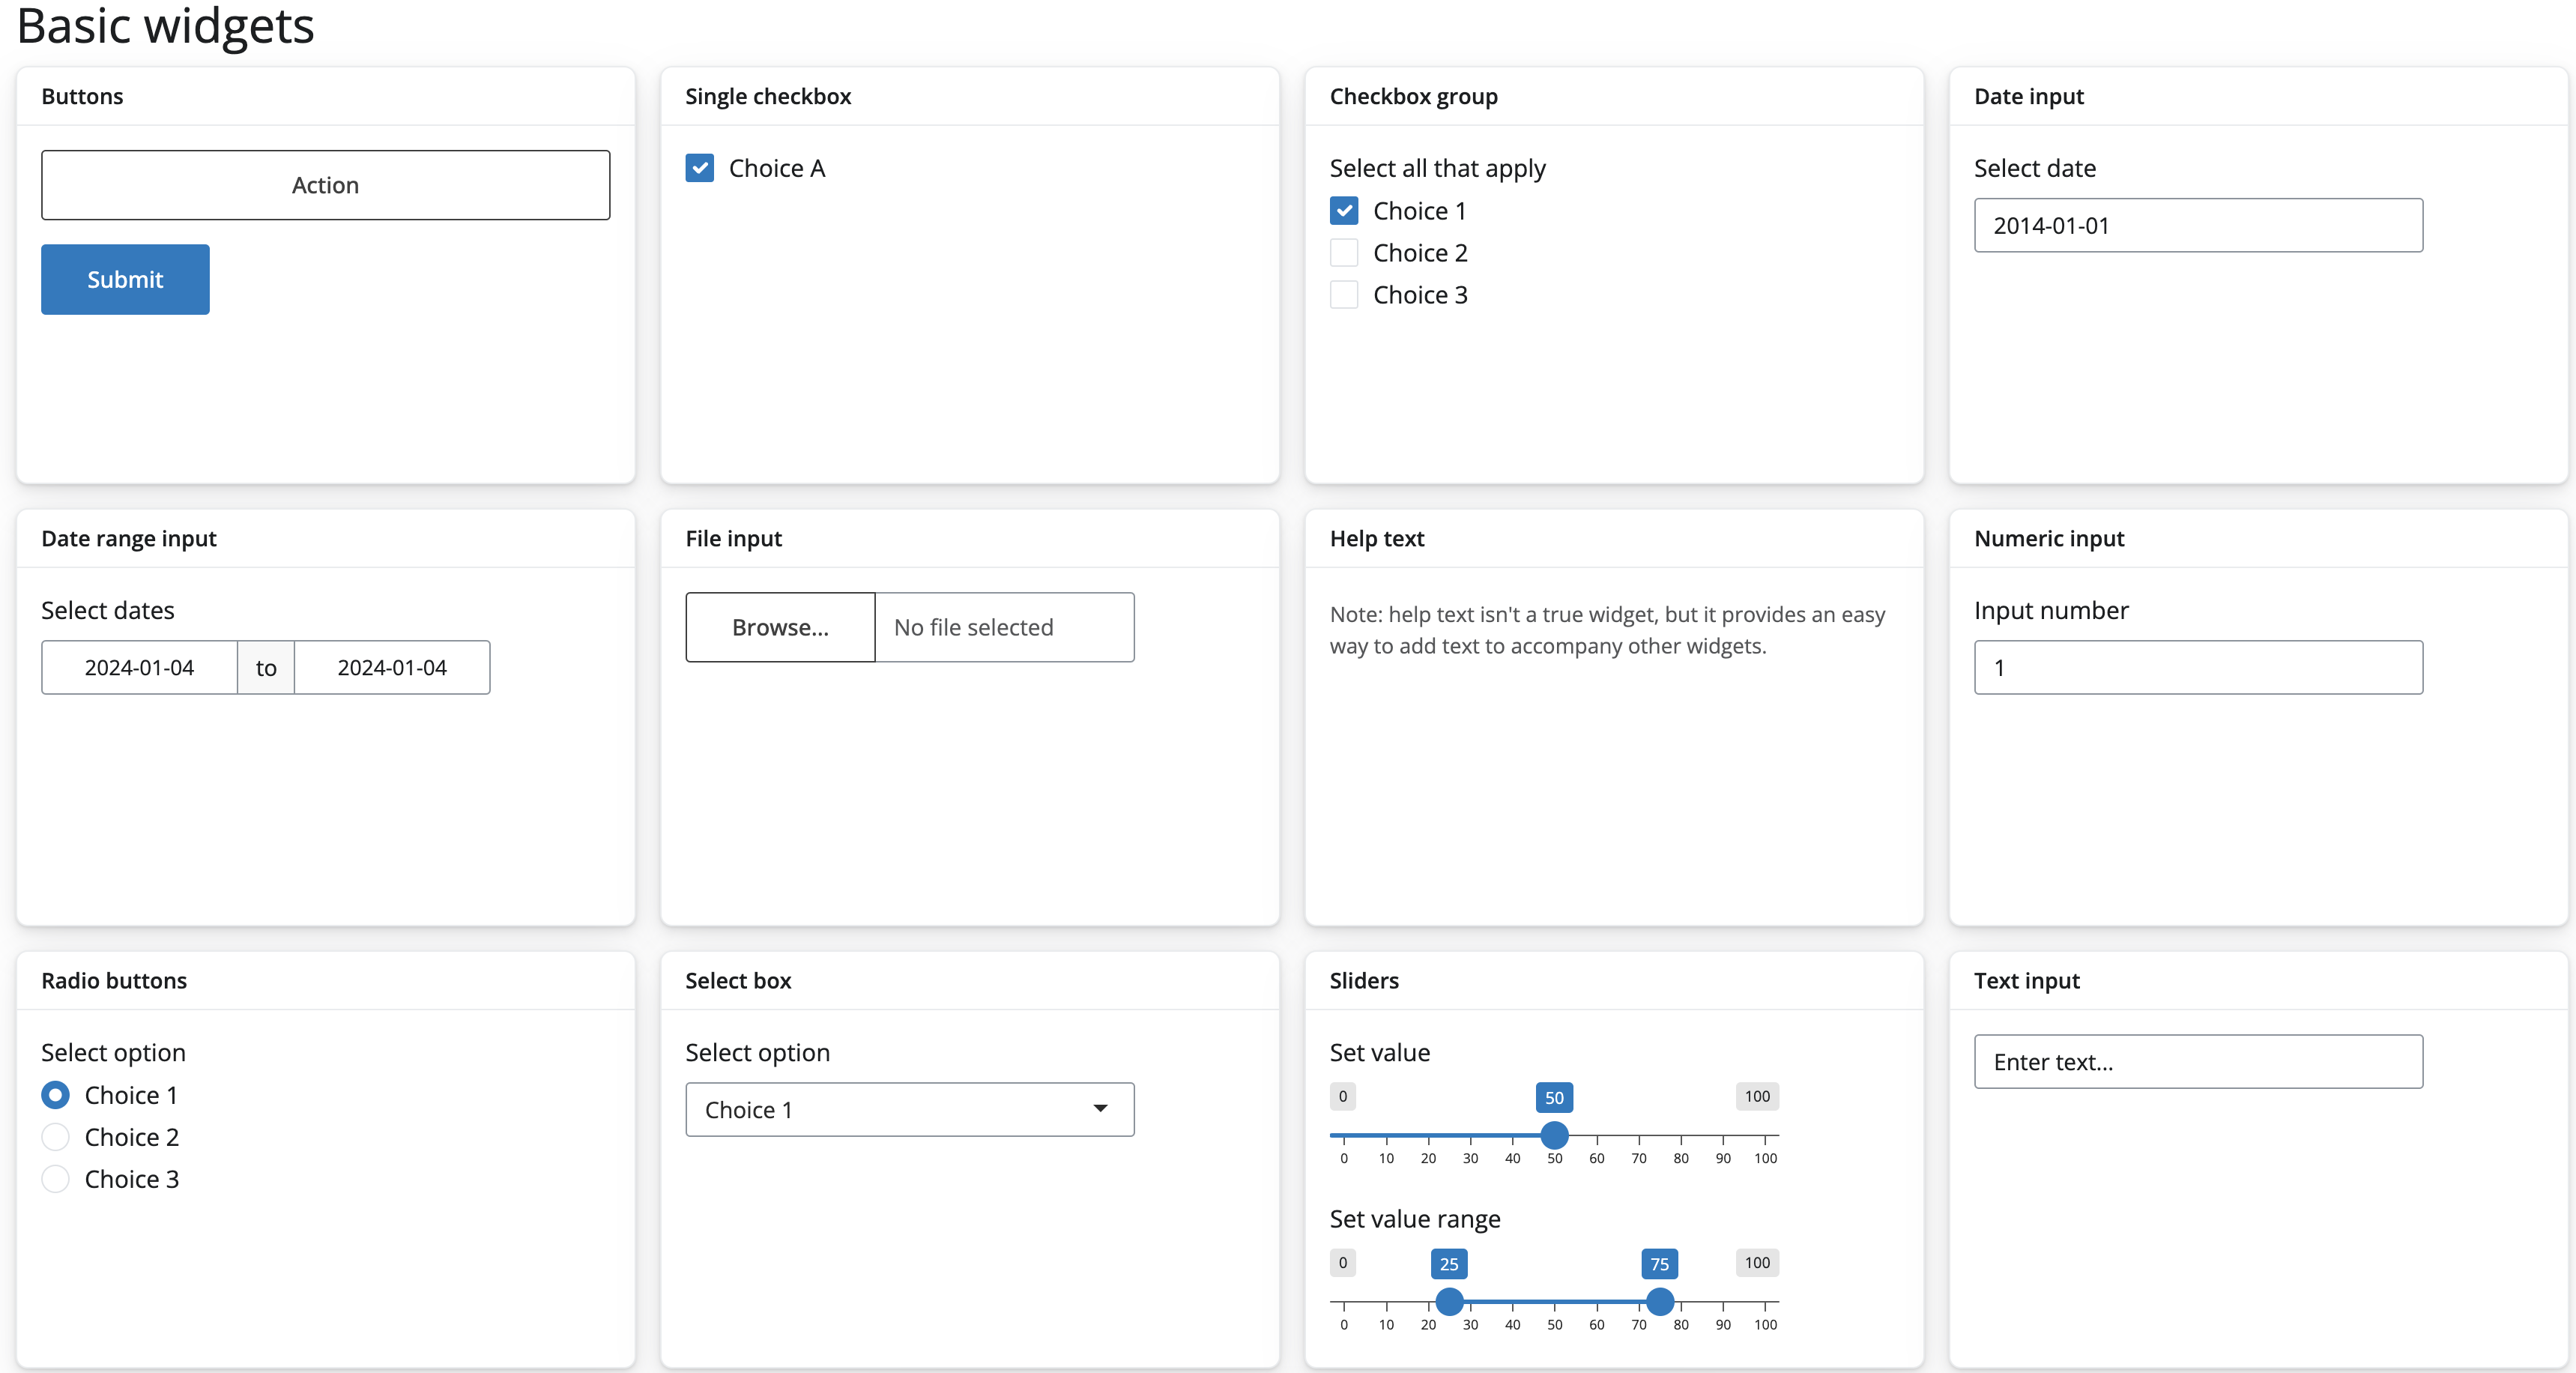 Basic widgets
Buttons
Action
Submit
Single checkbox
Choice A
Checkbox group
Select all that apply
Choice 1
Choice 2
Choice 3
Date input
Select date
2014-01-01
Date range input
Select dates
2024-01-04 to 2024-01-04
File input
Browse... No file selected
Help text
Note: help text isn't a true widget, but it provides an easy
way to add text to accompany other widgets.
Numeric input
Input number
1
Radio buttons
Select option
Choice 1
Choice 2
Choice 3
Select box
Select option
Choice 1
Sliders
Set value
0 50 100
0 10 20 30 40 50 60 70 80 90 100
Set value range
0 25 75 100
0 10 20 30 40 50 60 70 80 90 100
Text input
Enter text...